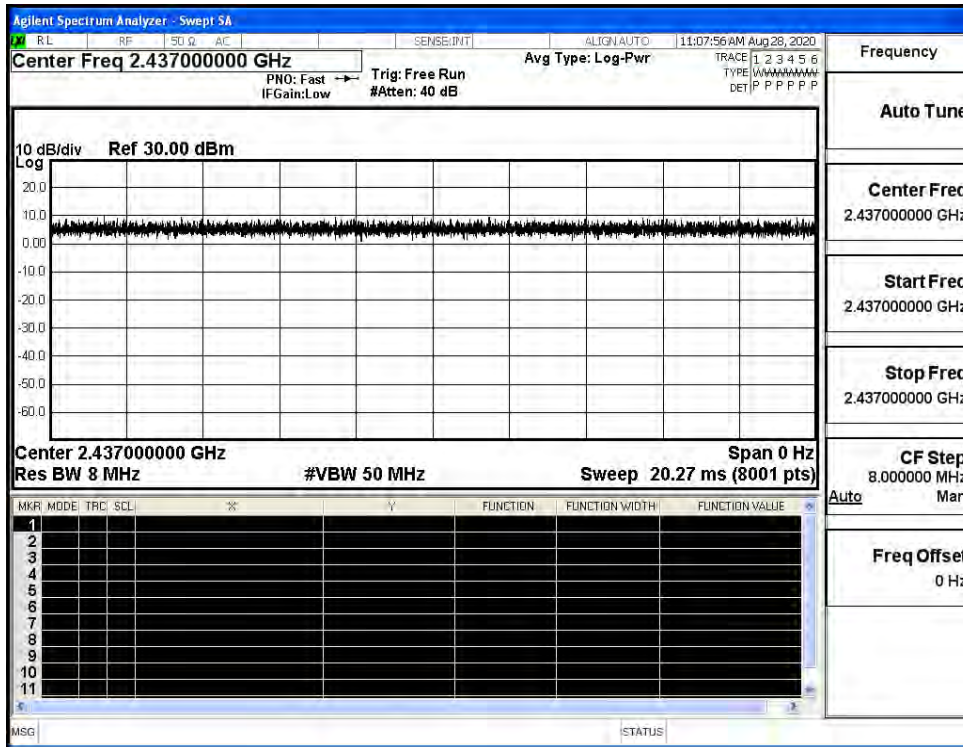 Agilent Spectrum Analyzer - Swept SA
LXI RL RF 50 Ω AC SENSE:INT ALIGN AUTO 11:07:56 AM Aug 28, 2020
Center Freq 2.437000000 GHz
PNO: Fast
IFGain:Low
Trig: Free Run
#Atten: 40 dB
Avg Type: Log-Pwr
TRACE 1 2 3 4 5 6
TYPE
DET P P P P P P
10 dB/div Ref 30.00 dBm
Log
20.0
10.0
0.00
-10.0
-20.0
-30.0
-40.0
-50.0
-60.0
Center 2.437000000 GHz Span 0 Hz
Res BW 8 MHz #VBW 50 MHz Sweep 20.27 ms (8001 pts)
MKR MODE TRC SCL X Y FUNCTION FUNCTION WIDTH FUNCTION VALUE
1
2
3
4
5
6
7
8
9
10
11
MSG STATUS
Frequency
Auto Tune
Center Freq
2.437000000 GHz
Start Freq
2.437000000 GHz
Stop Freq
2.437000000 GHz
CF Step
8.000000 MHz
Auto Man
Freq Offset
0 Hz